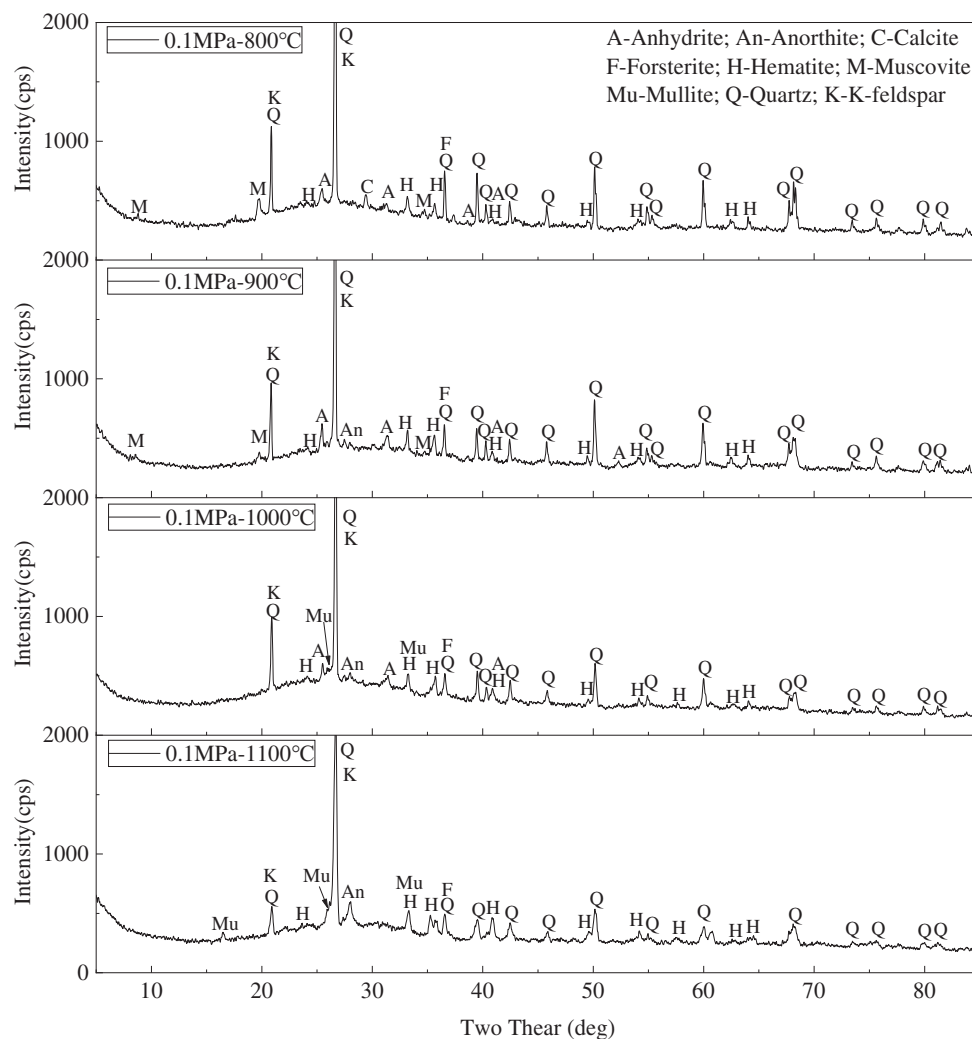 2000
0.1MPa-800°C
Q
K
A-Anhydrite; An-Anorthite; C-Calcite
F-Forsterite; H-Hematite; M-Muscovite
Mu-Mullite; Q-Quartz; K-K-feldspar
Intensity(cps)
1000
K
Q
F
Q
Q
Q
Q
Q
Q
M
M
H
A
C
A
H
M
H
A
Q
A
H
Q
Q
H
H
Q
Q
H
H
Q
Q
Q
Q
Q
2000
0.1MPa-900°C
Q
K
Intensity(cps)
1000
K
Q
F
Q
Q
Q
Q
M
M
H
A
An
A
H
M
H
Q
A
H
Q
Q
H
A
H
Q
Q
H
H
Q
Q
Q
Q
Q
Q
2000
0.1MPa-1000°C
Q
K
Intensity(cps)
1000
K
Q
Mu
Mu
H
F
Q
H
A
An
A
H
Q
Q
A
H
Q
Q
H
Q
H
Q
H
Q
H
H
Q
Q
Q
Q
Q
Q
2000
0.1MPa-1100°C
Q
K
Intensity(cps)
1000
K
Q
Mu
An
Mu
H
F
Q
Mu
H
H
Q
H
Q
Q
H
Q
H
Q
H
Q
H
H
Q
Q
Q
Q
Q
0
10 20 30 40 50 60 70 80
Two Thear (deg)